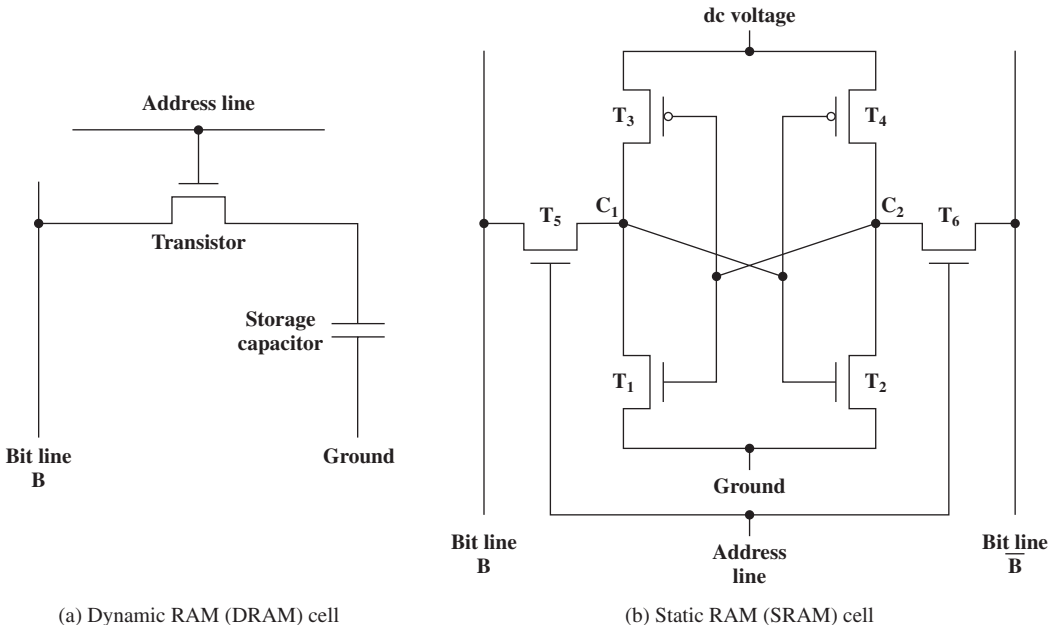 Address line
Transistor
Storage
capacitor
Bit line
B
Ground
(a) Dynamic RAM (DRAM) cell
dc voltage
T₃
T₄
T₅
C₁
C₂
T₆
T₁
T₂
Ground
Bit line
B
Address
line
Bit line
B̅
(b) Static RAM (SRAM) cell